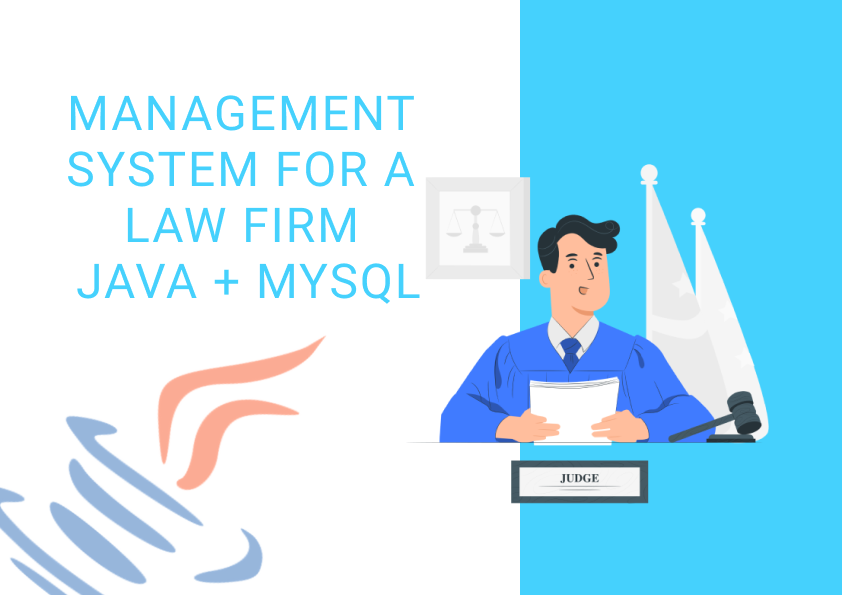 MANAGEMENT
SYSTEM FOR A
LAW FIRM
JAVA + MYSQL
JUDGE